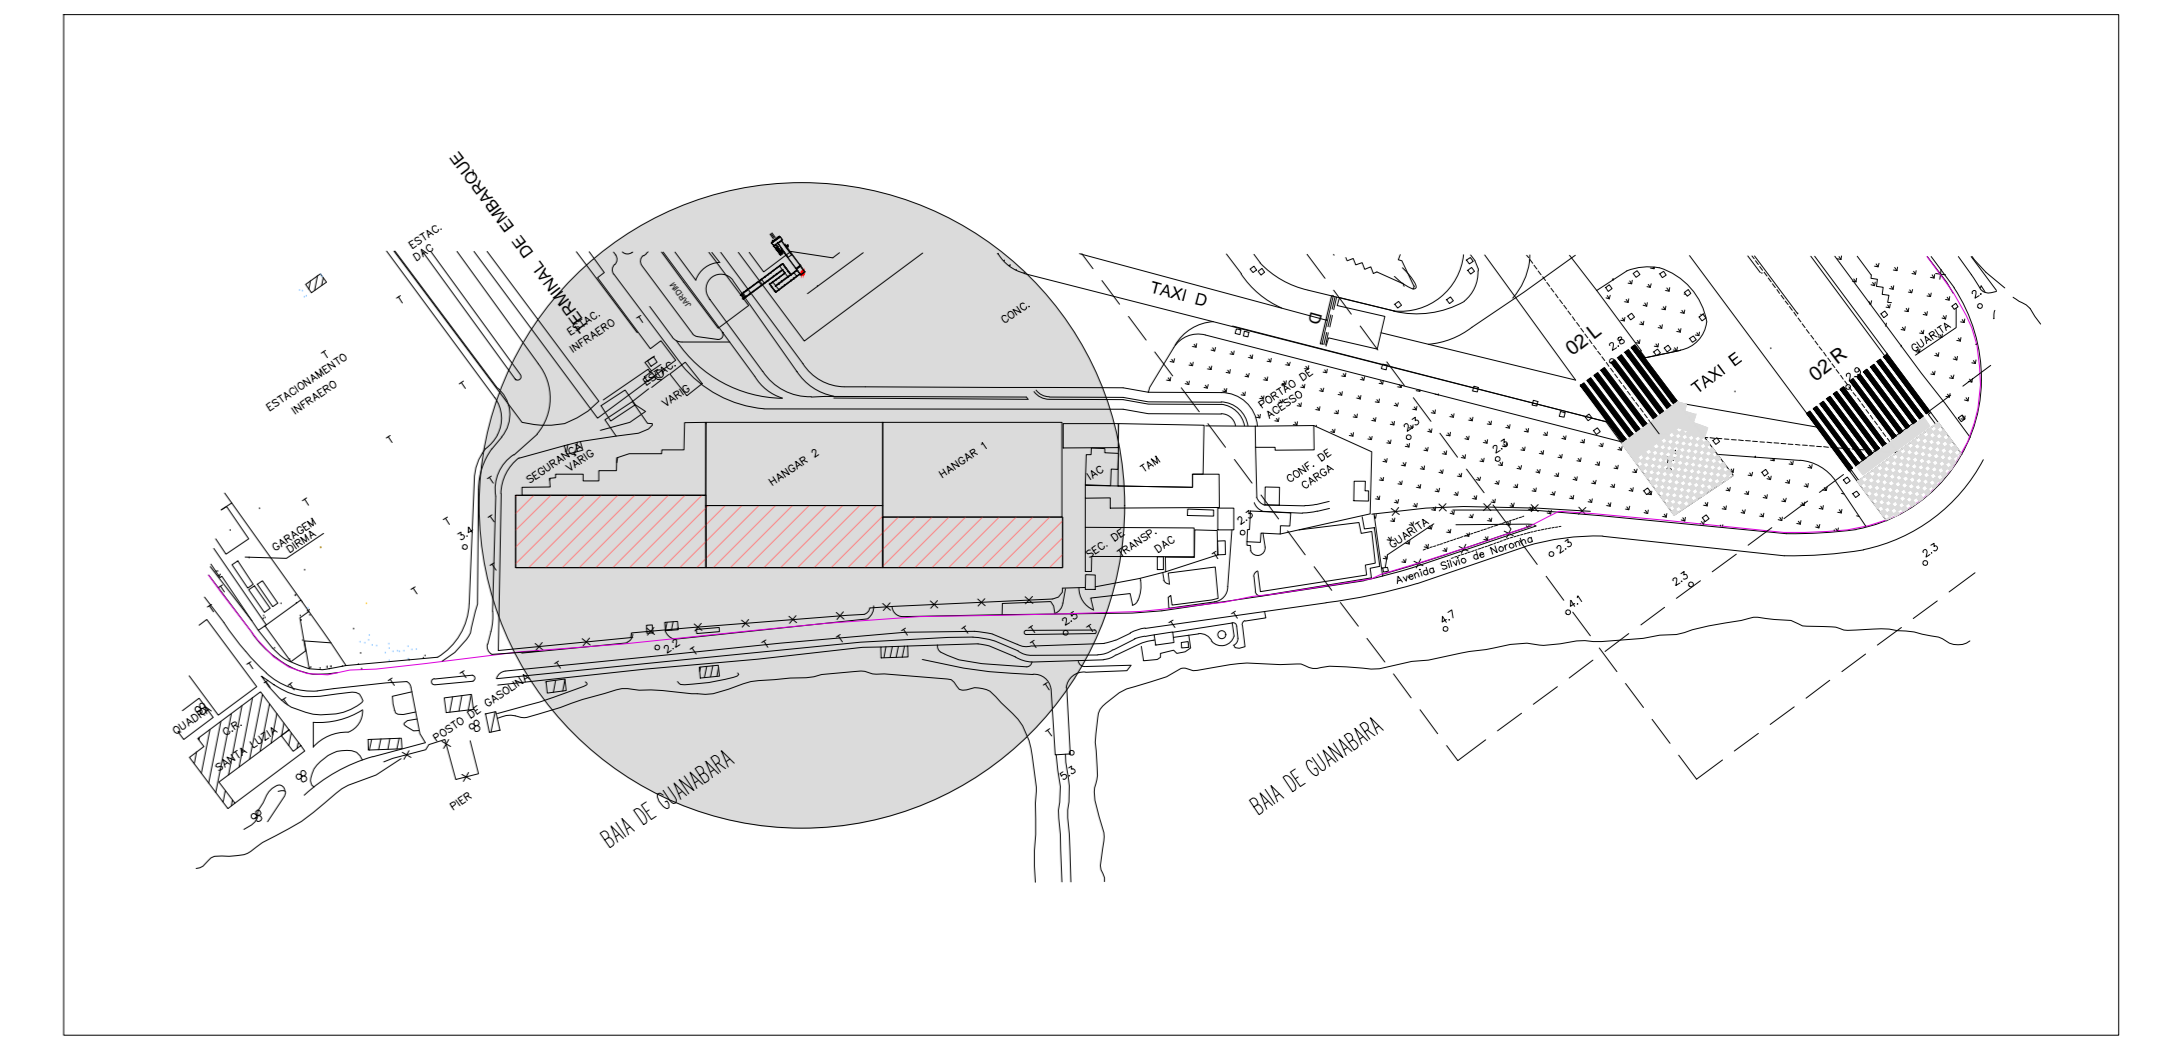 TERMINAL DE EMBARQUE
ESTAC.
DAC
ESTACIONAMENTO
INFRAERO
ESTAC.
INFRAERO
JARDIM
ESTAC.
VARIG
CONC.
TAXI D
D
02 L
2.8
TAXI E
02 R
2.9
GUARITA
2.1
PORTÃO DE
ACESSO
2.3
2.3
SEGURANÇA
VARIG
HANGAR 2
HANGAR 1
IAC
TAM
CONF. DE
CARGA
GARAGEM
DIRMA
3.4
SEC. DE
TRANSP.
DAC
2.3
GUARITA
Avenida Silvio de Noronha
2.3
2.3
2.3
4.7
4.1
2.5
2.2
QUADRA
C.R.
SANTA LUZIA
POSTO DE GASOLINA
PIER
5.3
BAIA DE GUANABARA
BAIA DE GUANABARA